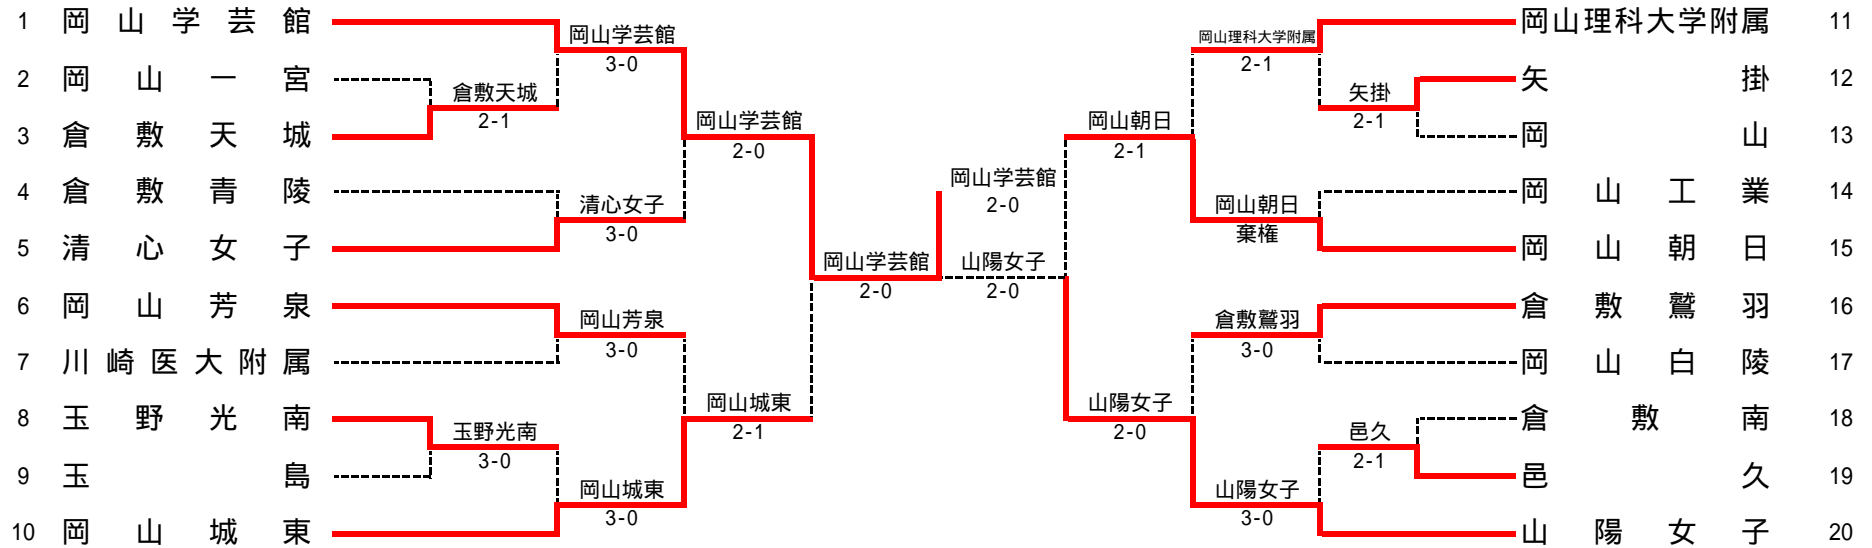 1 岡山学芸館
2 岡山一宮
3 倉敷天城
4 倉敷青陵
5 清心女子
6 岡山芳泉
7 川崎医大附属
8 玉野光南
9 玉島
10 岡山城東
倉敷天城
2-1
玉野光南
3-0
岡山学芸館
3-0
清心女子
3-0
岡山芳泉
3-0
岡山城東
3-0
岡山学芸館
2-0
岡山城東
2-1
岡山学芸館
2-0
岡山学芸館
2-0
山陽女子
2-0
岡山朝日
2-1
山陽女子
2-0
岡山理科大学附属
2-1
岡山朝日
棄権
倉敷鷲羽
3-0
山陽女子
3-0
矢掛
2-1
邑久
2-1
岡山理科大学附属 11
矢掛 12
岡山 13
岡山工業 14
岡山朝日 15
倉敷鷲羽 16
岡山白陵 17
倉敷南 18
邑久 19
山陽女子 20